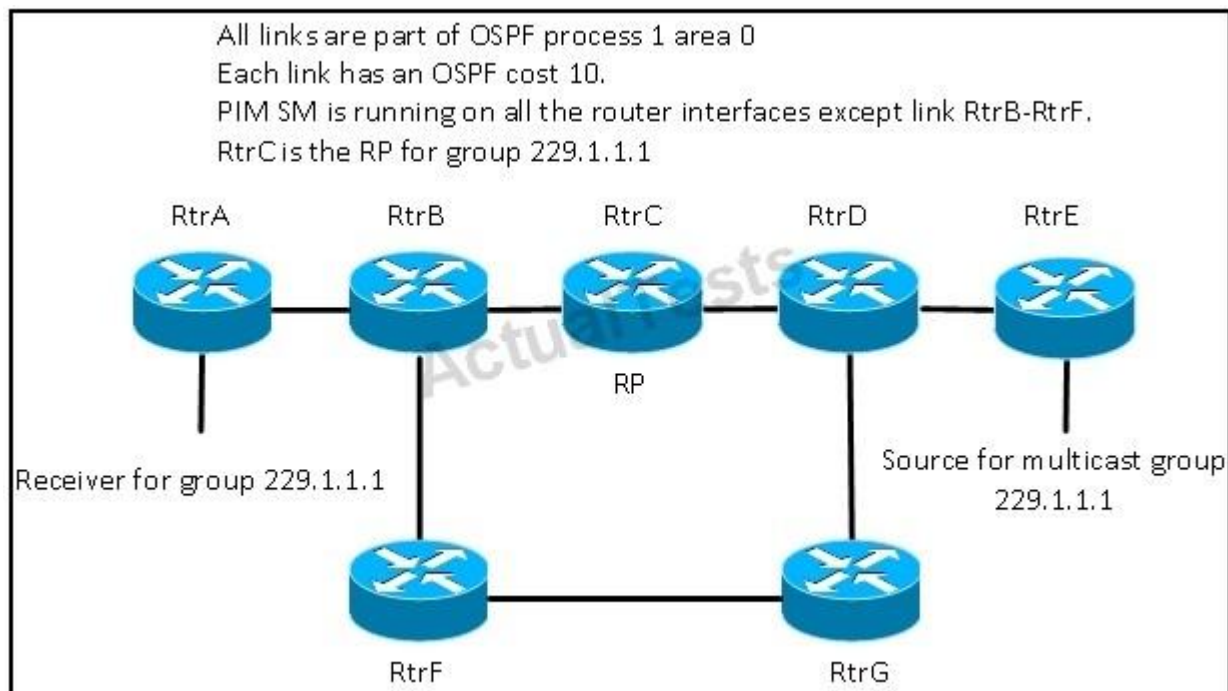 All links are part of OSPF process 1 area 0
Each link has an OSPF cost 10.
PIM SM is running on all the router interfaces except link RtrB-RtrF.
RtrC is the RP for group 229.1.1.1
RtrA
RtrB
RtrC
RtrD
RtrE
ActualTests
RP
Receiver for group 229.1.1.1
Source for multicast group
229.1.1.1
RtrF
RtrG